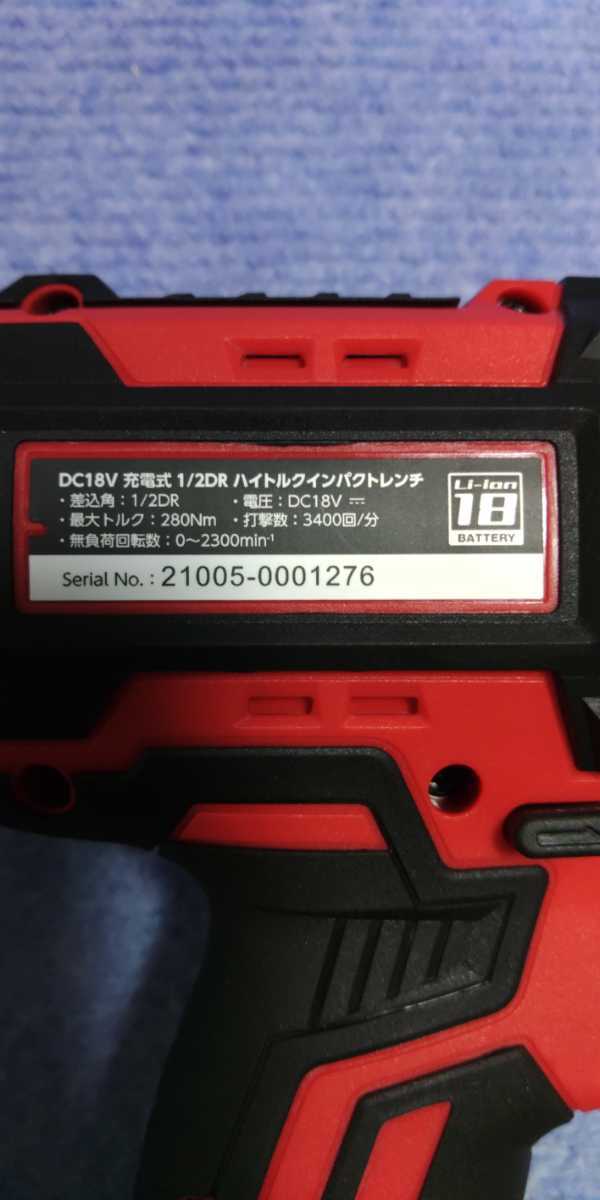 DC18V 充電式 1/2DR ハイトルクインパクトレンチ
・差込角：1/2DR ・電圧：DC18V ⎓
・最大トルク：280Nm ・打撃数：3400回/分
・無負荷回転数：0～2300min⁻¹
Li-ion
18
BATTERY
Serial No.：21005-0001276